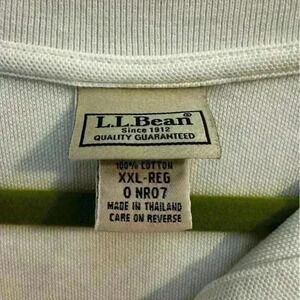 L.L.Bean®
Since 1912
QUALITY GUARANTEED
100% COTTON
XXL-REG
0 NR07
MADE IN THAILAND
CARE ON REVERSE